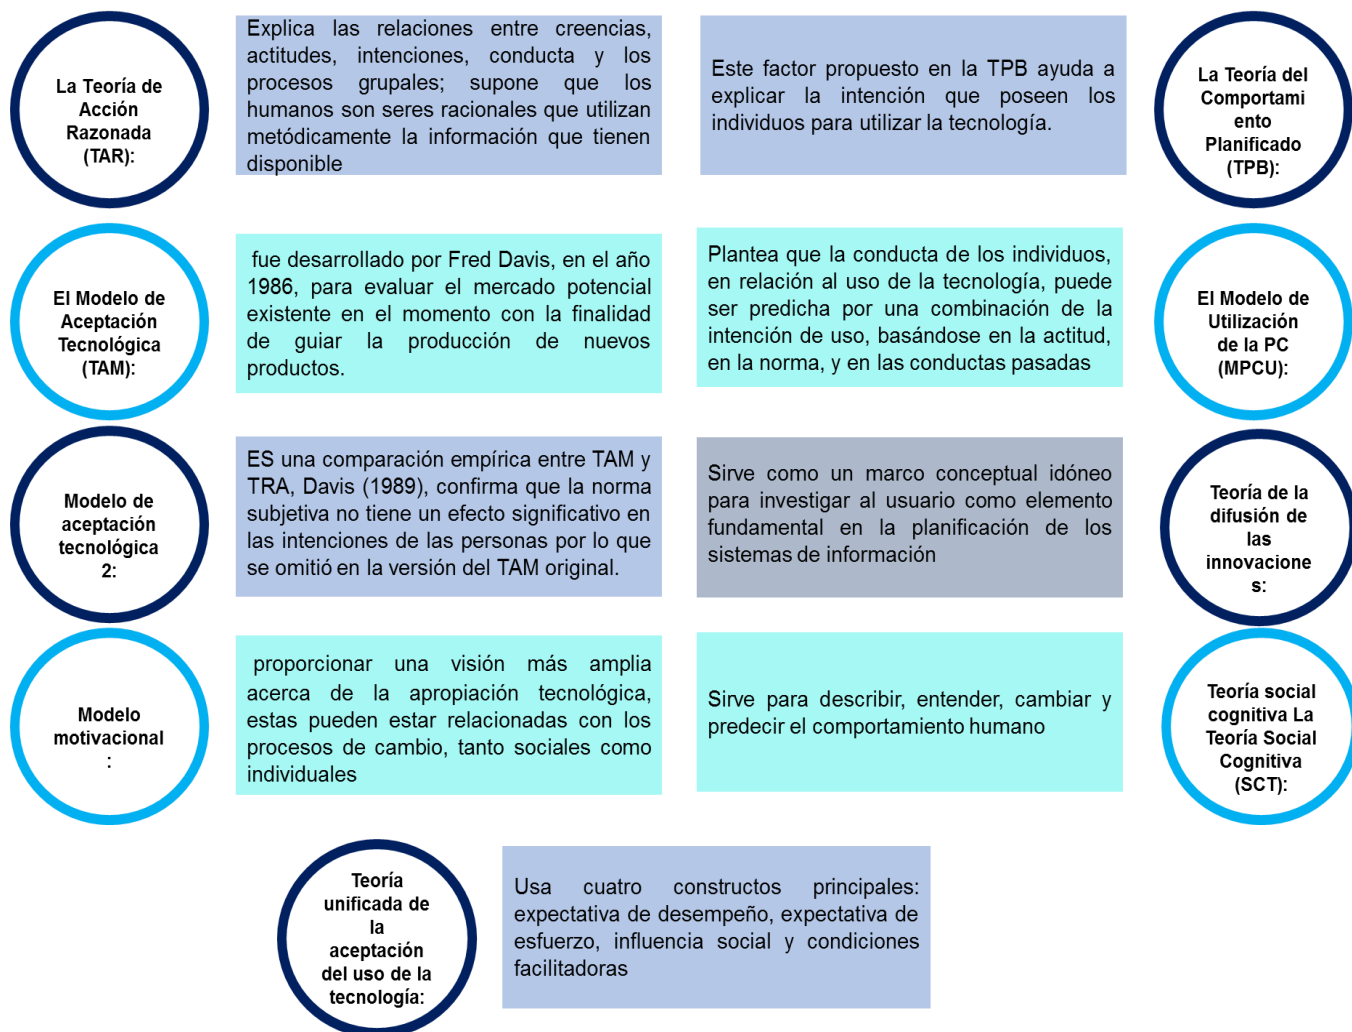 La Teoría de
Acción
Razonada
(TAR):
Explica las relaciones entre creencias,
actitudes, intenciones, conducta y los
procesos grupales; supone que los
humanos son seres racionales que utilizan
metódicamente la información que tienen
disponible
Este factor propuesto en la TPB ayuda a
explicar la intención que poseen los
individuos para utilizar la tecnología.
La Teoría del
Comportami
ento
Planificado
(TPB):
El Modelo de
Aceptación
Tecnológica
(TAM):
fue desarrollado por Fred Davis, en el año
1986, para evaluar el mercado potencial
existente en el momento con la finalidad
de guiar la producción de nuevos
productos.
Plantea que la conducta de los individuos,
en relación al uso de la tecnología, puede
ser predicha por una combinación de la
intención de uso, basándose en la actitud,
en la norma, y en las conductas pasadas
El Modelo de
Utilización
de la PC
(MPCU):
Modelo de
aceptación
tecnológica
2:
ES una comparación empírica entre TAM y
TRA, Davis (1989), confirma que la norma
subjetiva no tiene un efecto significativo en
las intenciones de las personas por lo que
se omitió en la versión del TAM original.
Sirve como un marco conceptual idóneo
para investigar al usuario como elemento
fundamental en la planificación de los
sistemas de información
Teoría de la
difusión de
las
innovacione
s:
Modelo
motivacional
:
proporcionar una visión más amplia
acerca de la apropiación tecnológica,
estas pueden estar relacionadas con los
procesos de cambio, tanto sociales como
individuales
Sirve para describir, entender, cambiar y
predecir el comportamiento humano
Teoría social
cognitiva La
Teoría Social
Cognitiva
(SCT):
Teoría
unificada de
la
aceptación
del uso de la
tecnología:
Usa cuatro constructos principales:
expectativa de desempeño, expectativa de
esfuerzo, influencia social y condiciones
facilitadoras